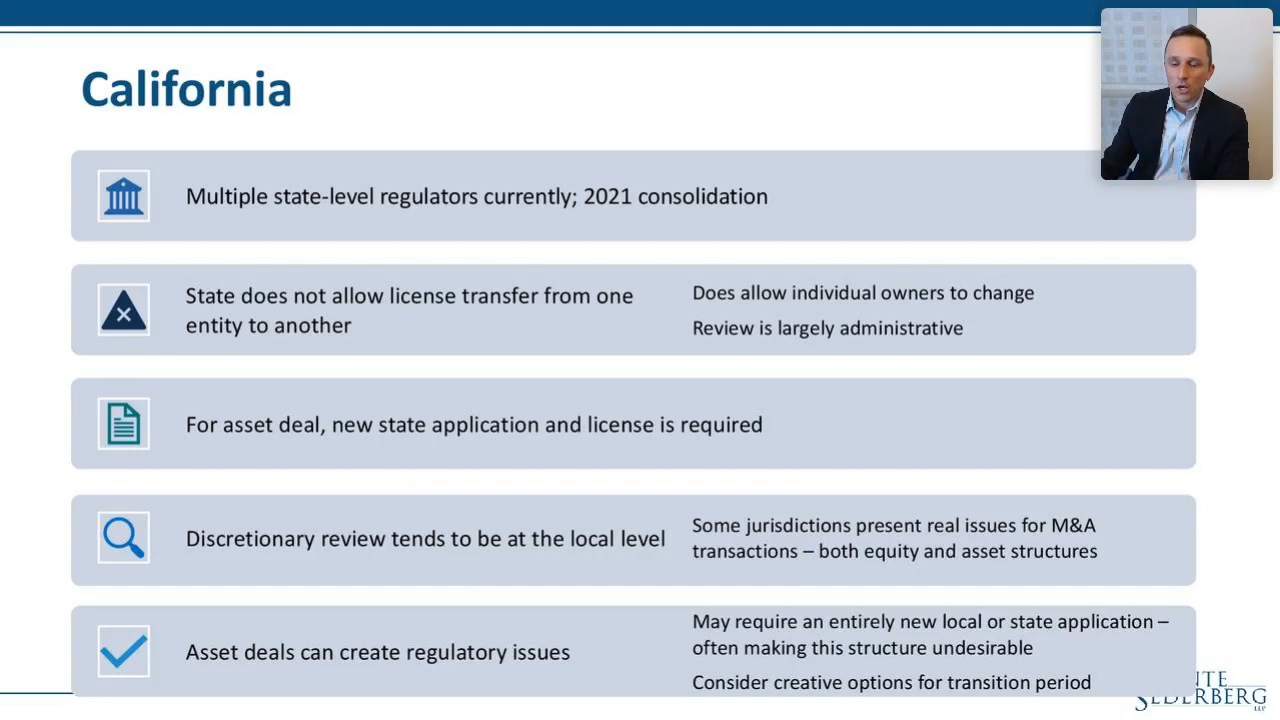 California
Multiple state-level regulators currently; 2021 consolidation
State does not allow license transfer from one
entity to another
Does allow individual owners to change
Review is largely administrative
For asset deal, new state application and license is required
Discretionary review tends to be at the local level
Some jurisdictions present real issues for M&A
transactions – both equity and asset structures
Asset deals can create regulatory issues
May require an entirely new local or state application –
often making this structure undesirable
Consider creative options for transition period
SEDERBERG
LLP